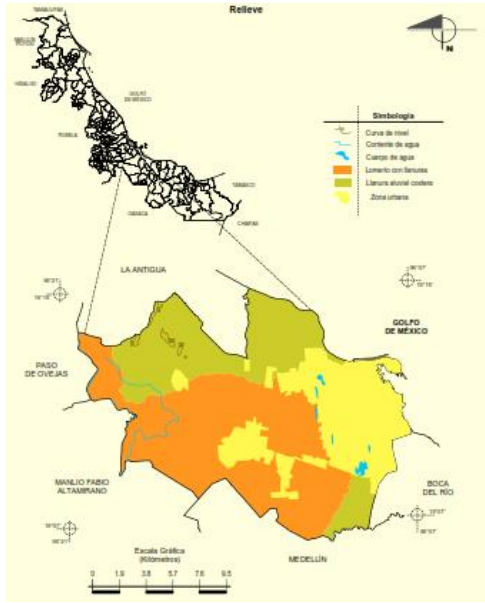 Relieve
TAMAULIPAS
HIDALGO
GOLFO
DE MÉXICO
PUEBLA
TABASCO
OAXACA
CHIAPAS
N
Simbología
Curva de nivel
Corriente de agua
Cuerpo de agua
Lomerío con llanuras
Llanura aluvial costera
Zona urbana
LA ANTIGUA
GOLFO
DE MÉXICO
PASO
DE OVEJAS
MANLIO FABIO
ALTAMIRANO
BOCA
DEL RÍO
MEDELLÍN
Escala Gráfica
(Kilómetros)
0 1.9 3.8 5.7 7.6 9.5